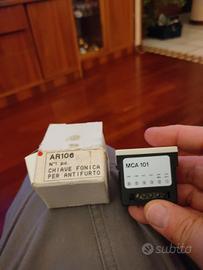 AR106
N°1 pz.
CHIAVE FONICA
PER ANTIFURTO
MCA 101
subito